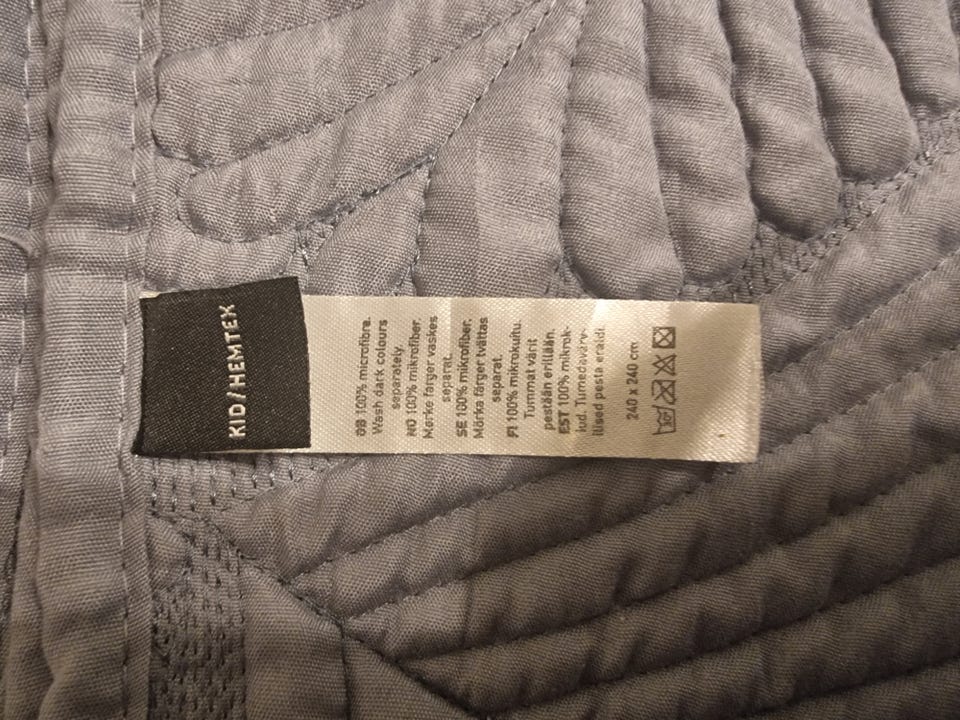 KID/HEMTEX
GB 100% microfibre.
Wash dark colours
separately.
NO 100% mikrofiber.
Mørke farger vaskes
separat.
SE 100% mikrofiber.
Mörka färger tvättas
separat.
FI 100% mikrokuitu.
Tummat värit
pestään erillään.
EST 100% mikrok-
iud. Tumedkvärv-
ilised pesta eraldi.
240 x 240 cm